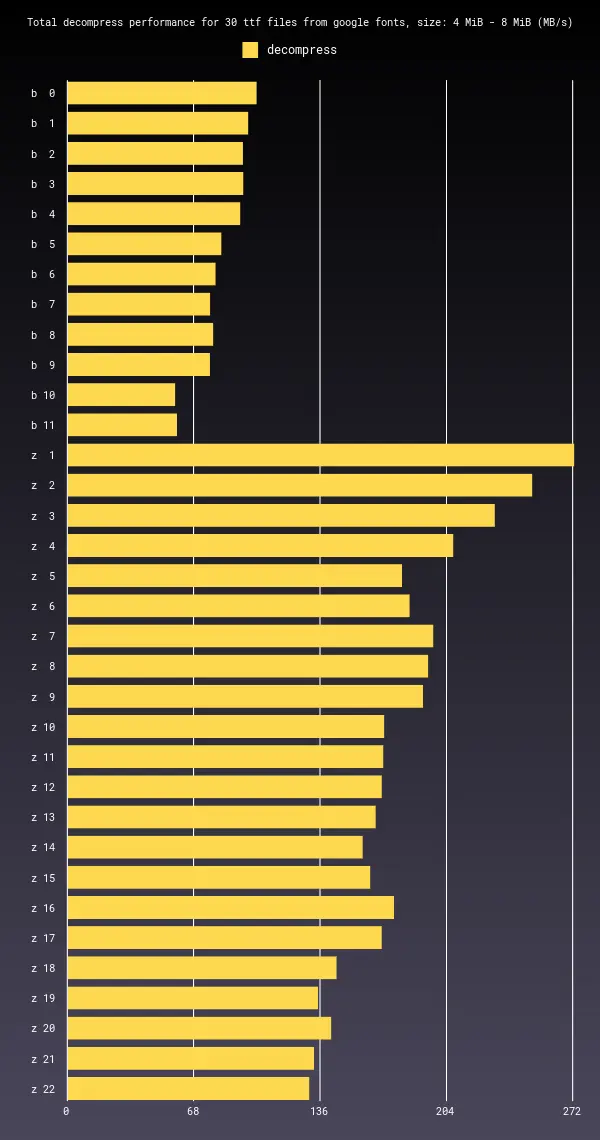 Total decompress performance for 30 ttf files from google fonts, size: 4 MiB - 8 MiB (MB/s)
decompress
b 0
b 1
b 2
b 3
b 4
b 5
b 6
b 7
b 8
b 9
b 10
b 11
z 1
z 2
z 3
z 4
z 5
z 6
z 7
z 8
z 9
z 10
z 11
z 12
z 13
z 14
z 15
z 16
z 17
z 18
z 19
z 20
z 21
z 22
0 68 136 204 272